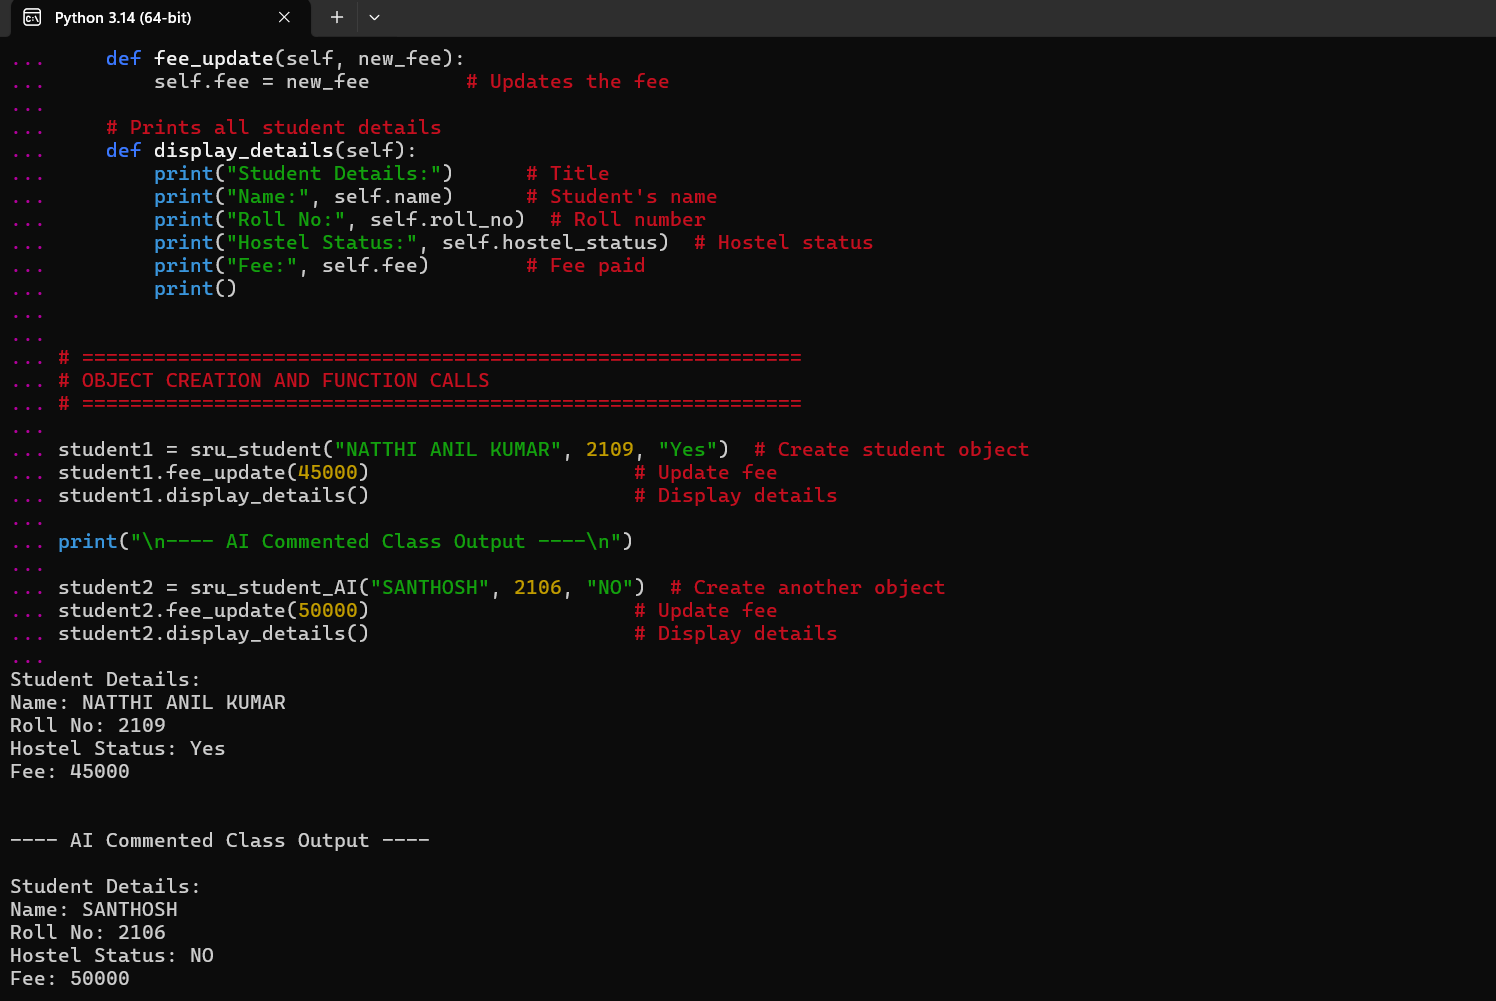 Python 3.14 (64-bit)
...     def fee_update(self, new_fee):
...         self.fee = new_fee        # Updates the fee
...
...     # Prints all student details
...     def display_details(self):
...         print("Student Details:")      # Title
...         print("Name:", self.name)      # Student's name
...         print("Roll No:", self.roll_no)  # Roll number
...         print("Hostel Status:", self.hostel_status)  # Hostel status
...         print("Fee:", self.fee)        # Fee paid
...         print()
...
...
... # ============================================================
... # OBJECT CREATION AND FUNCTION CALLS
... # ============================================================
...
... student1 = sru_student("NATTHI ANIL KUMAR", 2109, "Yes")  # Create student object
... student1.fee_update(45000)                      # Update fee
... student1.display_details()                      # Display details
...
... print("\n---- AI Commented Class Output ----\n")
...
... student2 = sru_student_AI("SANTHOSH", 2106, "NO")  # Create another object
... student2.fee_update(50000)                      # Update fee
... student2.display_details()                      # Display details
...
Student Details:
Name: NATTHI ANIL KUMAR
Roll No: 2109
Hostel Status: Yes
Fee: 45000
---- AI Commented Class Output ----
Student Details:
Name: SANTHOSH
Roll No: 2106
Hostel Status: NO
Fee: 50000